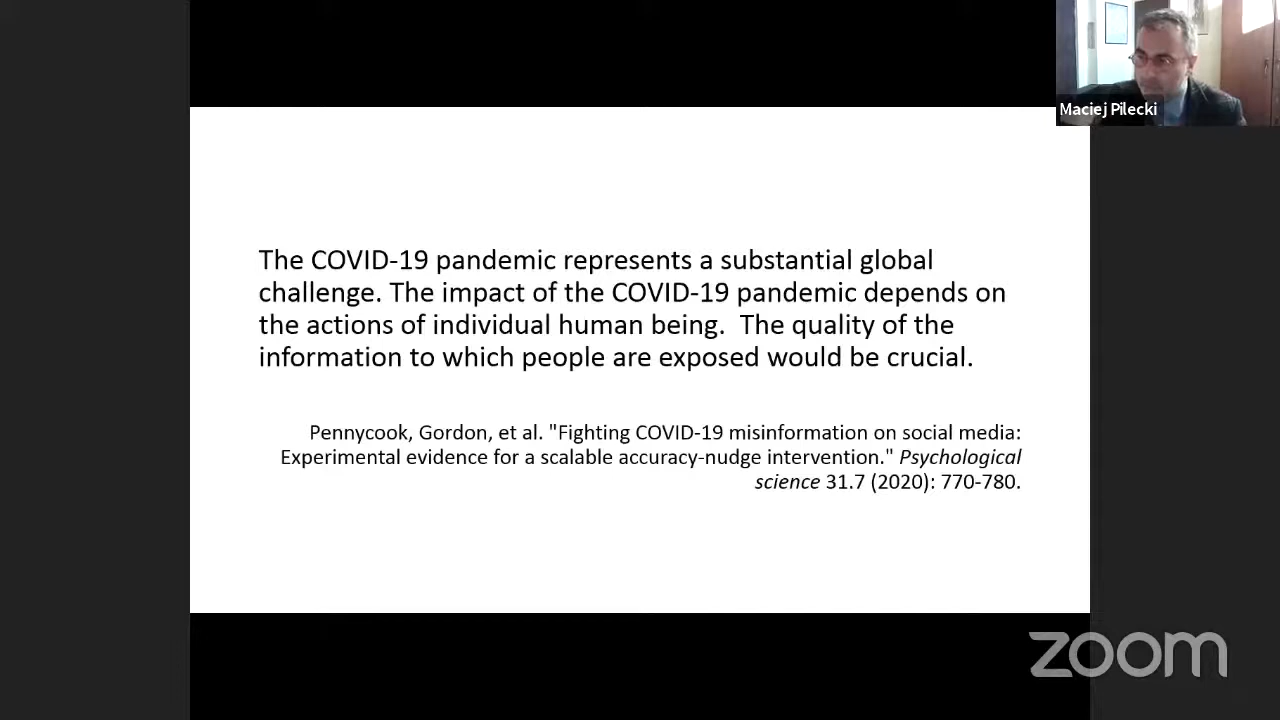 Maciej Pilecki
The COVID-19 pandemic represents a substantial global
challenge. The impact of the COVID-19 pandemic depends on
the actions of individual human being.  The quality of the
information to which people are exposed would be crucial.
Pennycook, Gordon, et al. "Fighting COVID-19 misinformation on social media:
Experimental evidence for a scalable accuracy-nudge intervention." Psychological
science 31.7 (2020): 770-780.
zoom